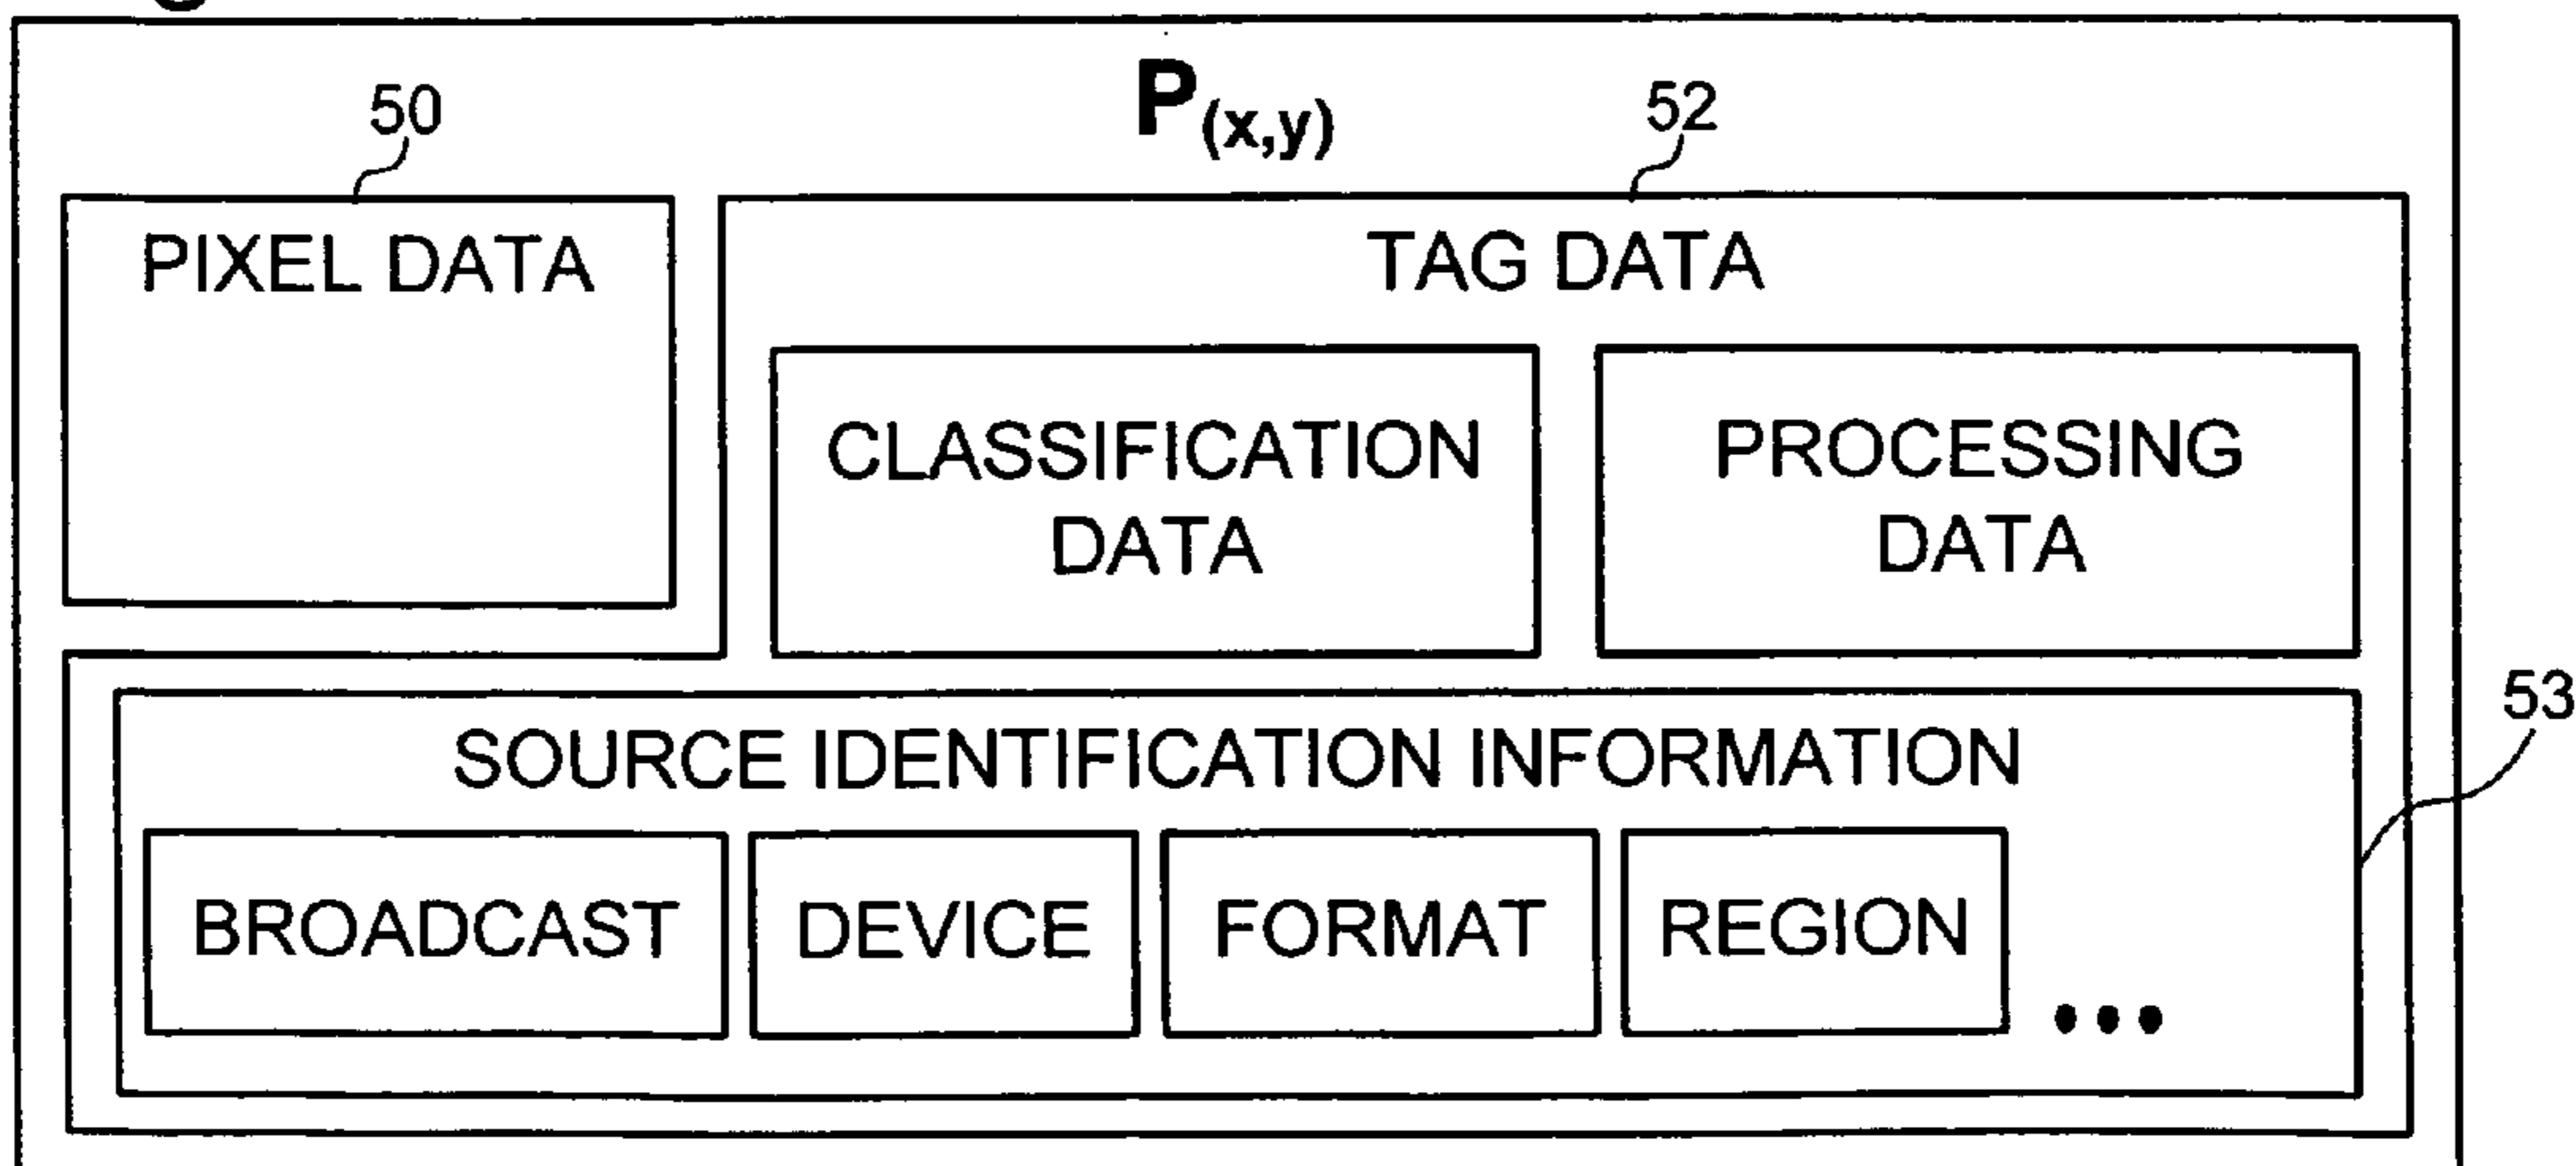 P(x,y)
50
52
PIXEL DATA
TAG DATA
CLASSIFICATION
DATA
PROCESSING
DATA
53
SOURCE IDENTIFICATION INFORMATION
BROADCAST
DEVICE
FORMAT
REGION
•••